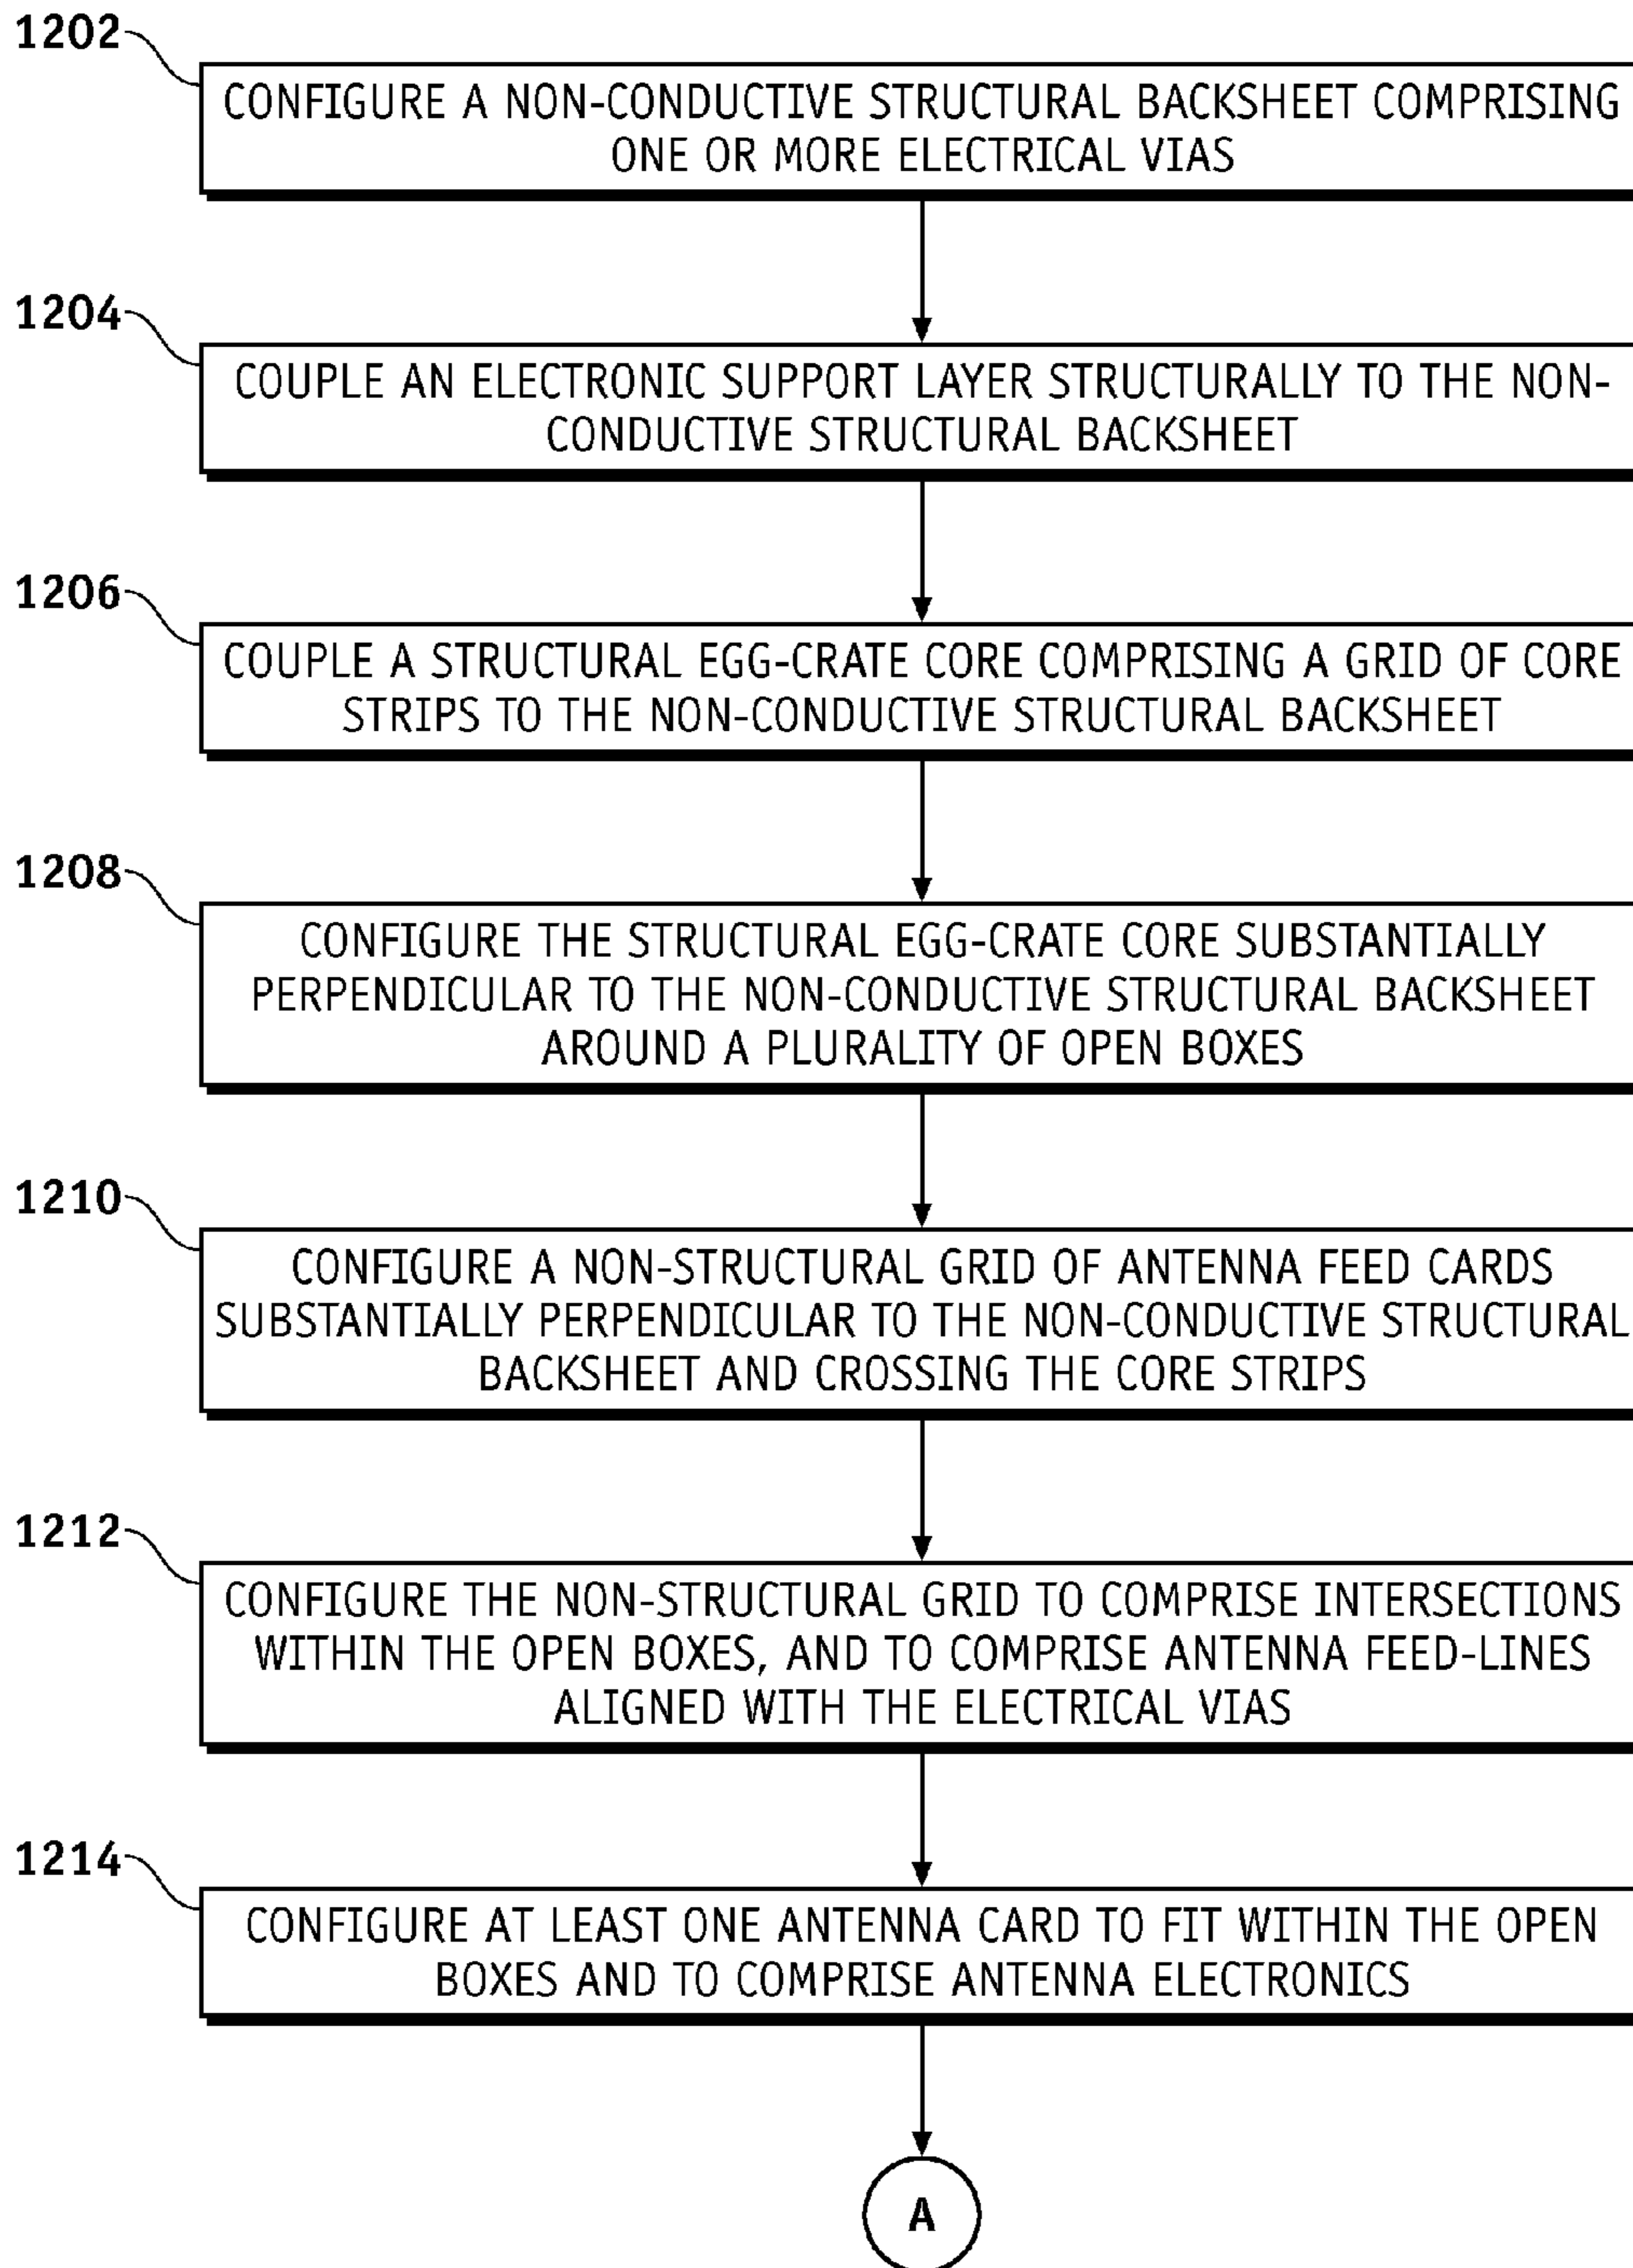 1202
CONFIGURE A NON-CONDUCTIVE STRUCTURAL BACKSHEET COMPRISING
ONE OR MORE ELECTRICAL VIAS
1204
COUPLE AN ELECTRONIC SUPPORT LAYER STRUCTURALLY TO THE NON-
CONDUCTIVE STRUCTURAL BACKSHEET
1206
COUPLE A STRUCTURAL EGG-CRATE CORE COMPRISING A GRID OF CORE
STRIPS TO THE NON-CONDUCTIVE STRUCTURAL BACKSHEET
1208
CONFIGURE THE STRUCTURAL EGG-CRATE CORE SUBSTANTIALLY
PERPENDICULAR TO THE NON-CONDUCTIVE STRUCTURAL BACKSHEET
AROUND A PLURALITY OF OPEN BOXES
1210
CONFIGURE A NON-STRUCTURAL GRID OF ANTENNA FEED CARDS
SUBSTANTIALLY PERPENDICULAR TO THE NON-CONDUCTIVE STRUCTURAL
BACKSHEET AND CROSSING THE CORE STRIPS
1212
CONFIGURE THE NON-STRUCTURAL GRID TO COMPRISE INTERSECTIONS
WITHIN THE OPEN BOXES, AND TO COMPRISE ANTENNA FEED-LINES
ALIGNED WITH THE ELECTRICAL VIAS
1214
CONFIGURE AT LEAST ONE ANTENNA CARD TO FIT WITHIN THE OPEN
BOXES AND TO COMPRISE ANTENNA ELECTRONICS
A